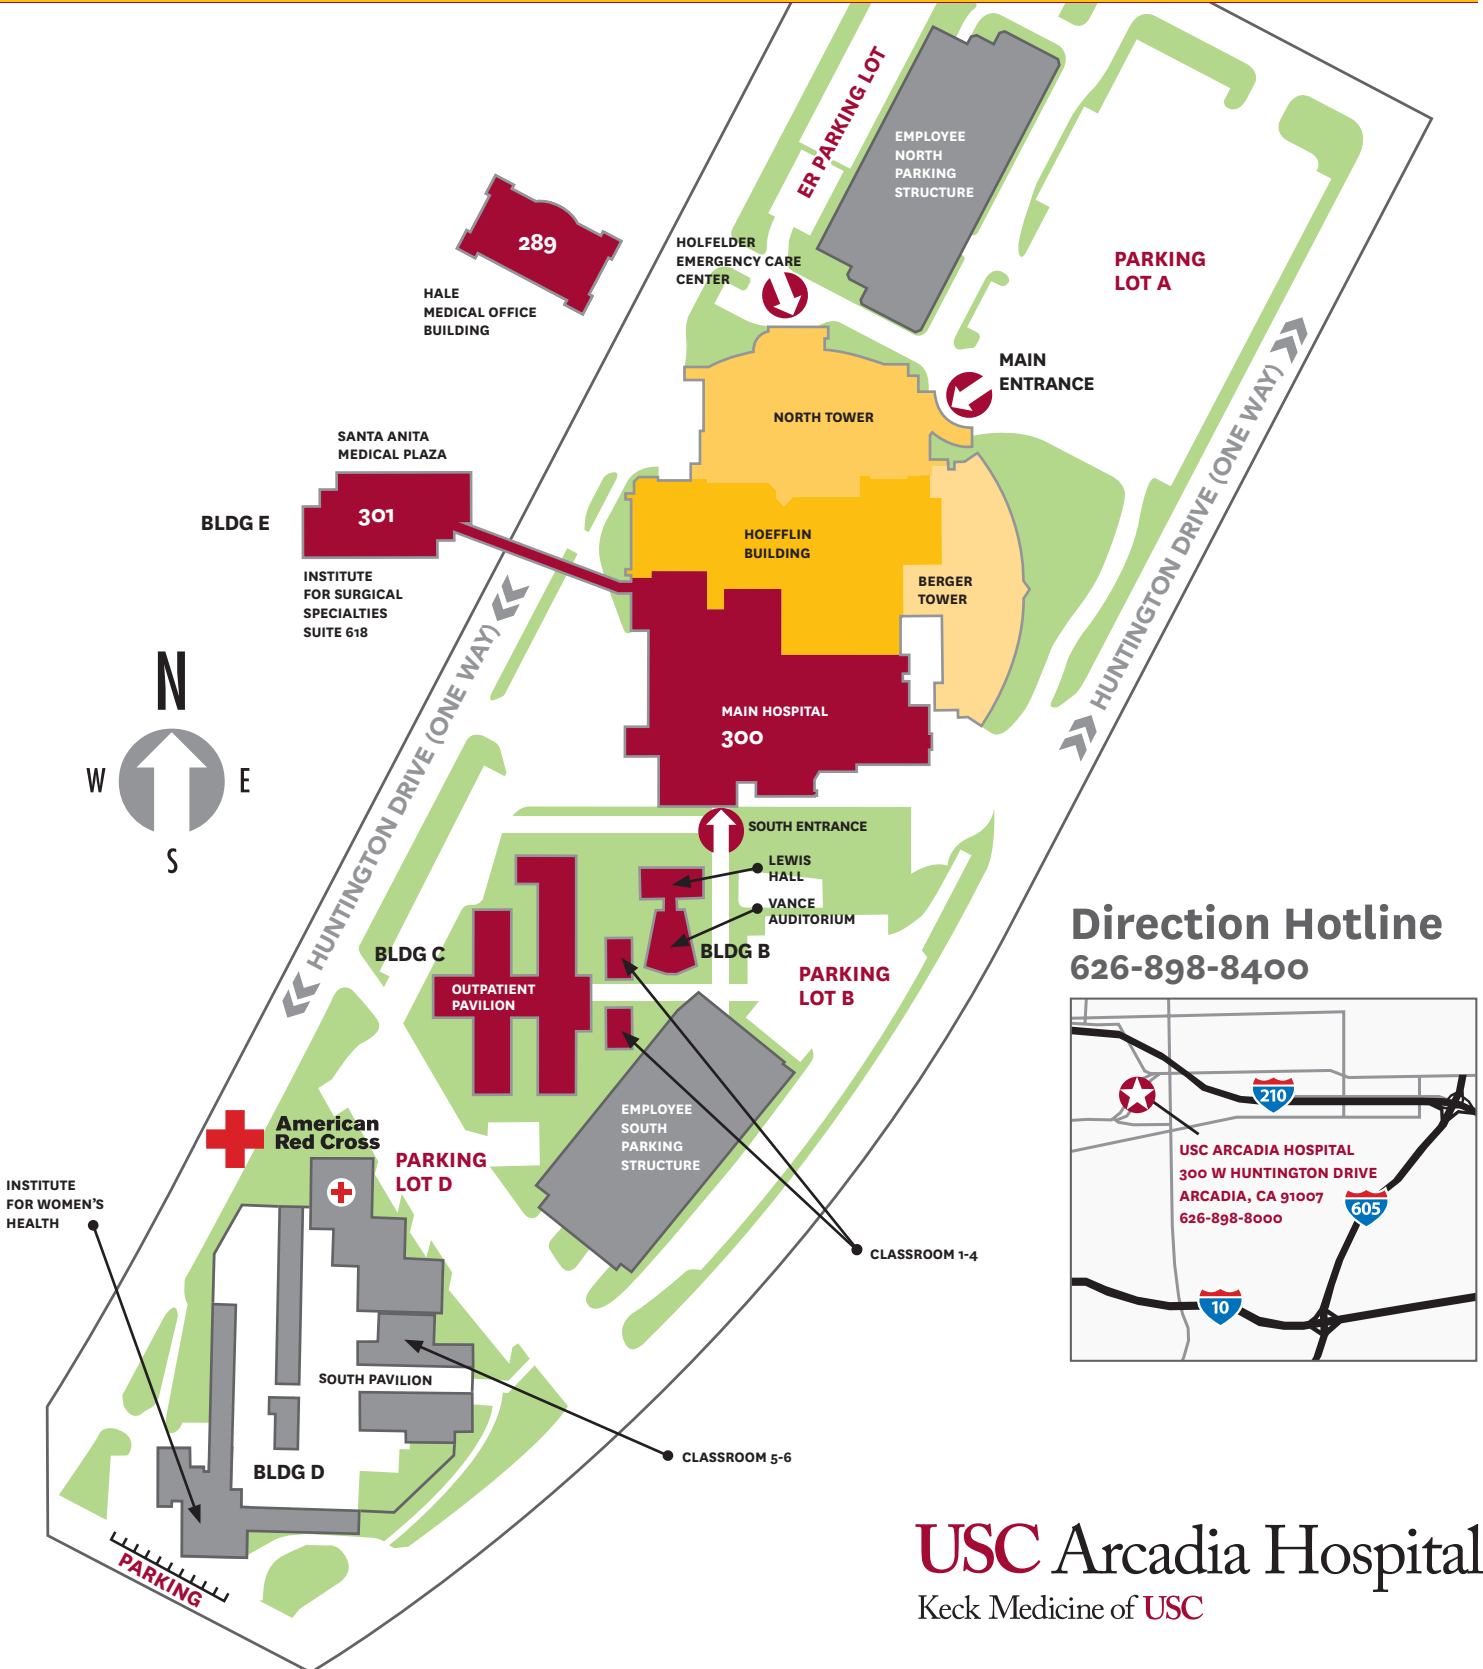 ER PARKING LOT
EMPLOYEE
NORTH
PARKING
STRUCTURE
289
HALE
MEDICAL OFFICE
BUILDING
HOLFELDER
EMERGENCY CARE
CENTER
PARKING
LOT A
MAIN
ENTRANCE
NORTH TOWER
SANTA ANITA
MEDICAL PLAZA
BLDG E
301
INSTITUTE
FOR SURGICAL
SPECIALTIES
SUITE 618
HOEFFLIN
BUILDING
BERGER
TOWER
HUNTINGTON DRIVE (ONE WAY)
HUNTINGTON DRIVE (ONE WAY)
N
W
E
S
MAIN HOSPITAL
300
SOUTH ENTRANCE
LEWIS
HALL
VANCE
AUDITORIUM
BLDG C
BLDG B
OUTPATIENT
PAVILION
PARKING
LOT B
Direction Hotline
626-898-8400
EMPLOYEE
SOUTH
PARKING
STRUCTURE
American
Red Cross
PARKING
LOT D
INSTITUTE
FOR WOMEN'S
HEALTH
CLASSROOM 1-4
SOUTH PAVILION
CLASSROOM 5-6
BLDG D
PARKING
210
USC ARCADIA HOSPITAL
300 W HUNTINGTON DRIVE
ARCADIA, CA 91007
626-898-8000
605
10
USC Arcadia Hospital
Keck Medicine of USC